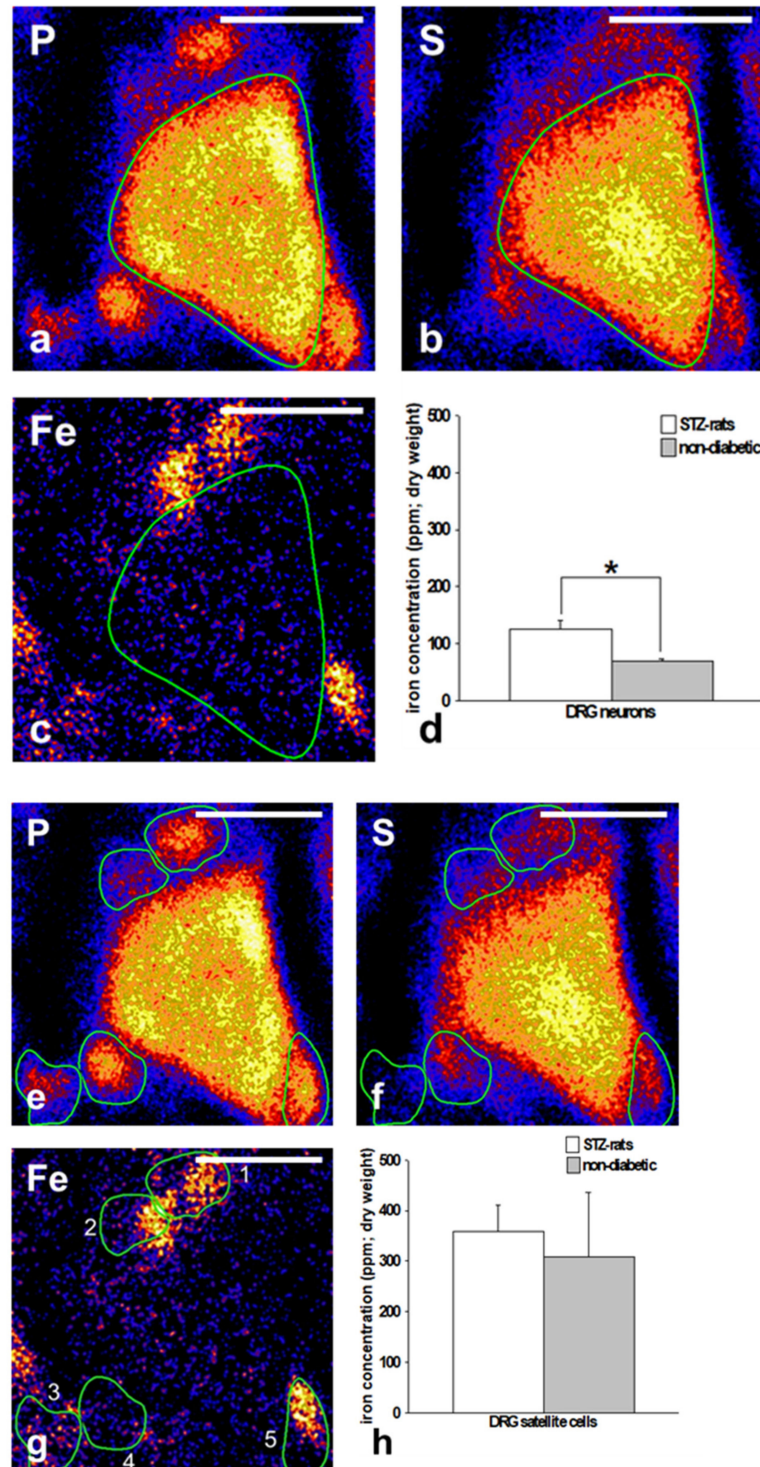 P
a
S
b
Fe
c
500
400
300
200
100
0
iron concentration (ppm; dry weight)
STZ-rats
non-diabetic
*
DRG neurons
d
P
e
S
f
Fe
1
2
3
4
5
g
500
400
300
200
100
0
iron concentration (ppm; dry weight)
STZ-rats
non-diabetic
DRG satellite cells
h